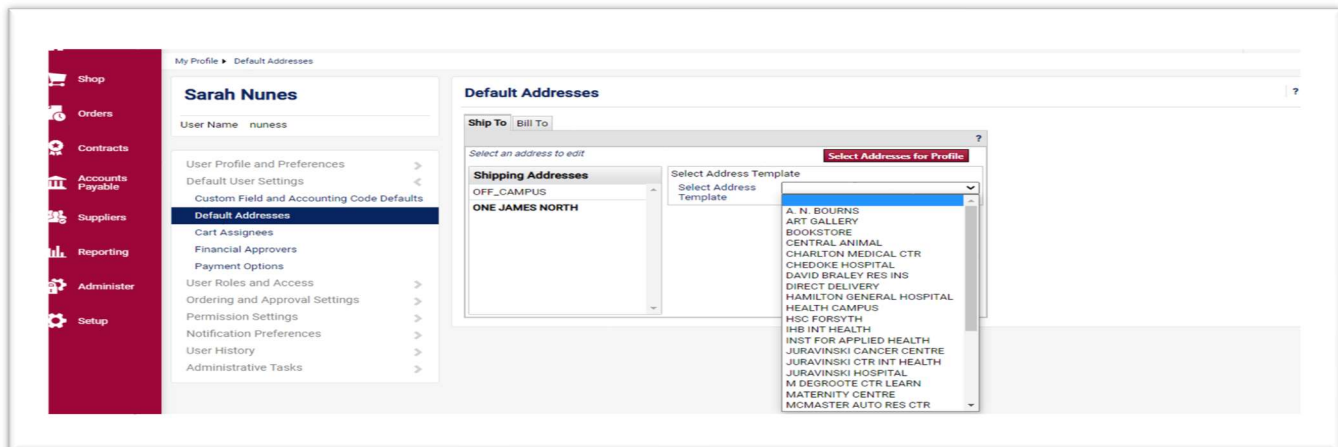 My Profile ▸ Default Addresses
Shop
Orders
Contracts
Accounts Payable
Suppliers
Reporting
Administer
Setup
Sarah Nunes
User Name nuness
User Profile and Preferences
Default User Settings
Custom Field and Accounting Code Defaults
Default Addresses
Cart Assignees
Financial Approvers
Payment Options
User Roles and Access
Ordering and Approval Settings
Permission Settings
Notification Preferences
User History
Administrative Tasks
Default Addresses
?
Ship To Bill To
?
Select an address to edit
Select Addresses for Profile
Shipping Addresses
OFF_CAMPUS
ONE JAMES NORTH
Select Address Template
Select Address
Template
A. N. BOURNS
ART GALLERY
BOOKSTORE
CENTRAL ANIMAL
CHARLTON MEDICAL CTR
CHEDOKE HOSPITAL
DAVID BRALEY RES INS
DIRECT DELIVERY
HAMILTON GENERAL HOSPITAL
HEALTH CAMPUS
HSC FORSYTH
IHB INT HEALTH
INST FOR APPLIED HEALTH
JURAVINSKI CANCER CENTRE
JURAVINSKI CTR INT HEALTH
JURAVINSKI HOSPITAL
M DEGROOTE CTR LEARN
MATERNITY CENTRE
MCMASTER AUTO RES CTR